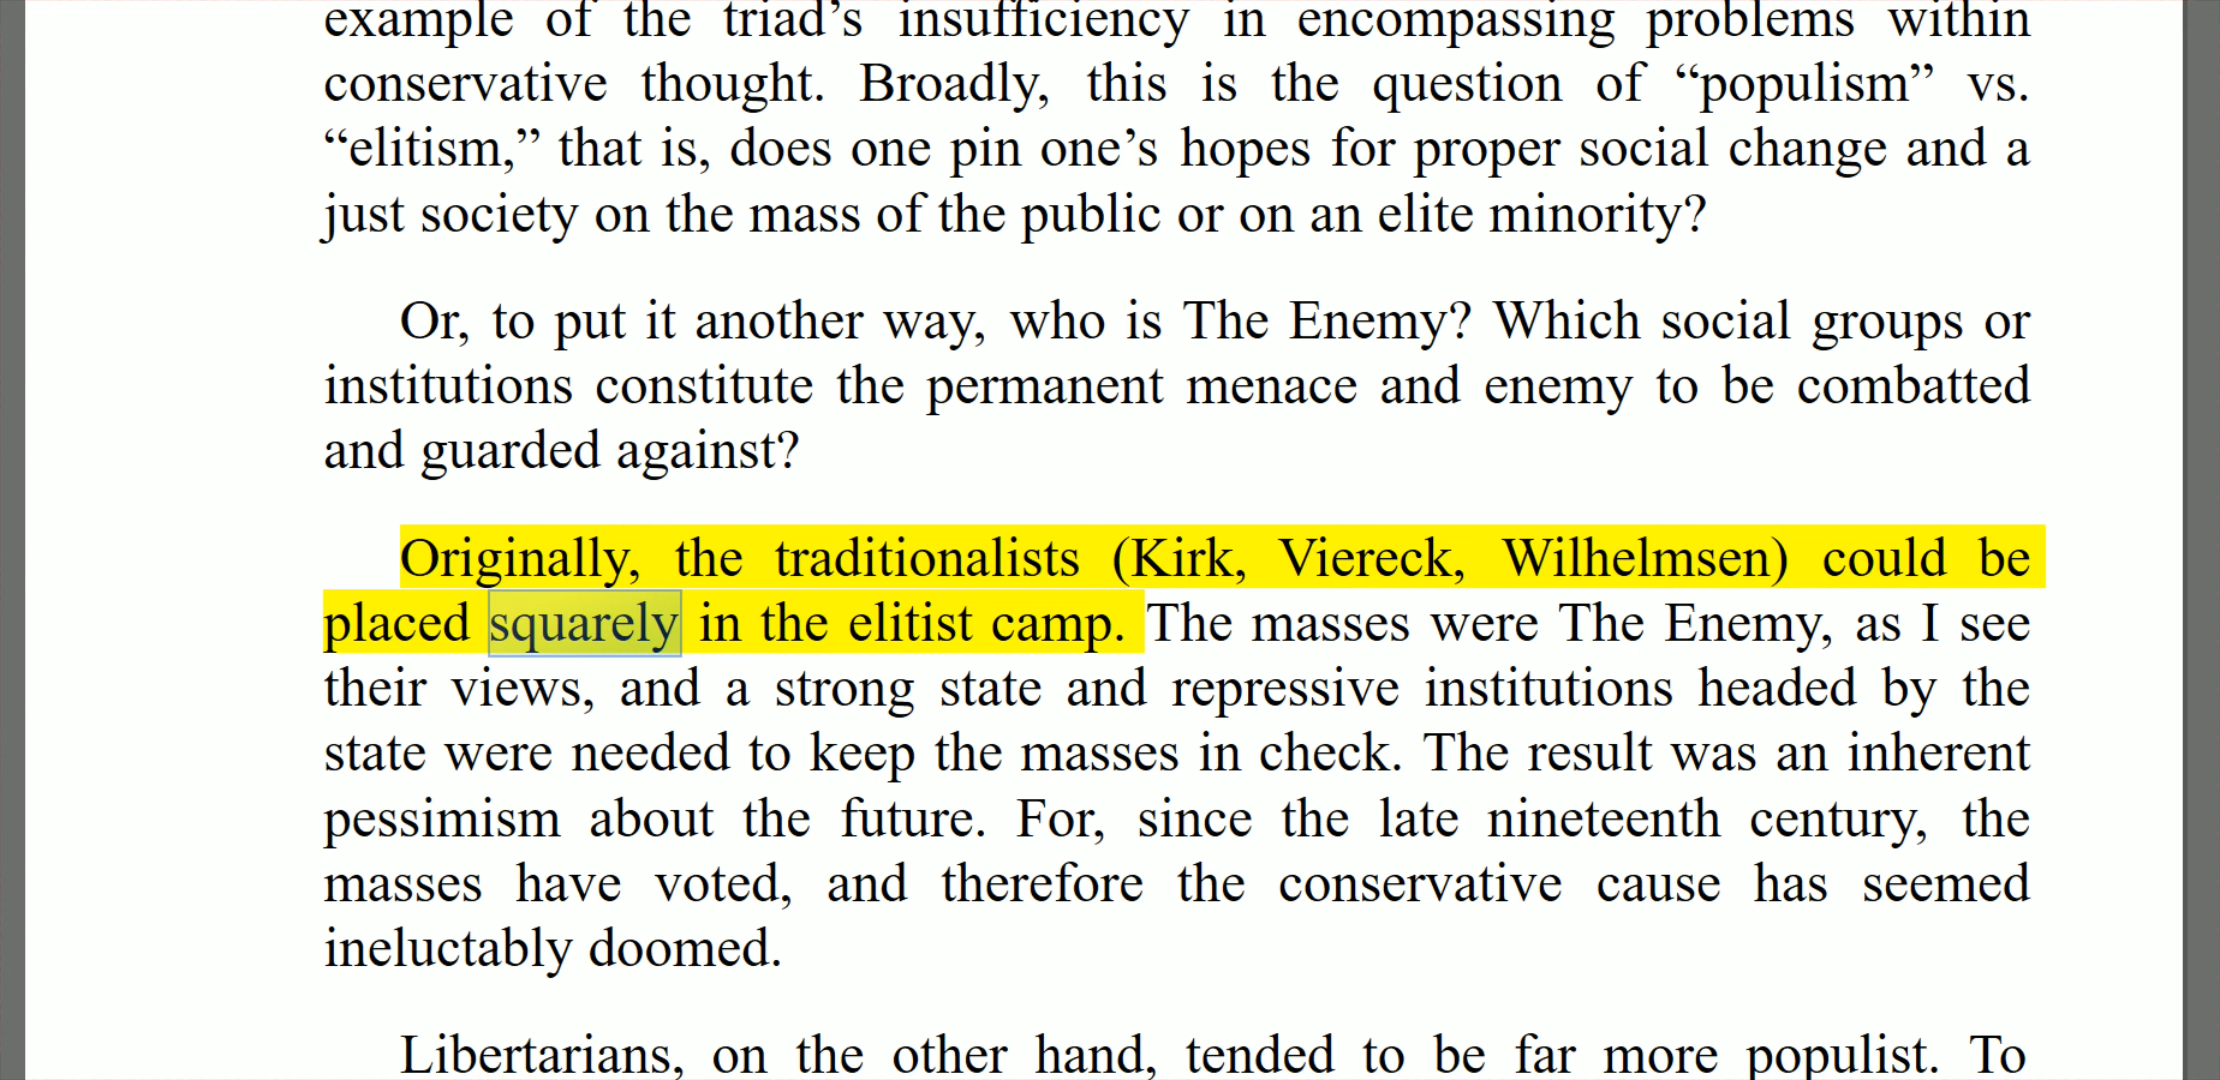 example of the triad’s insufficiency in encompassing problems within
conservative thought. Broadly, this is the question of “populism” vs.
“elitism,” that is, does one pin one’s hopes for proper social change and a
just society on the mass of the public or on an elite minority?
Or, to put it another way, who is The Enemy? Which social groups or
institutions constitute the permanent menace and enemy to be combatted
and guarded against?
Originally, the traditionalists (Kirk, Viereck, Wilhelmsen) could be
placed squarely in the elitist camp. The masses were The Enemy, as I see
their views, and a strong state and repressive institutions headed by the
state were needed to keep the masses in check. The result was an inherent
pessimism about the future. For, since the late nineteenth century, the
masses have voted, and therefore the conservative cause has seemed
ineluctably doomed.
Libertarians, on the other hand, tended to be far more populist. To